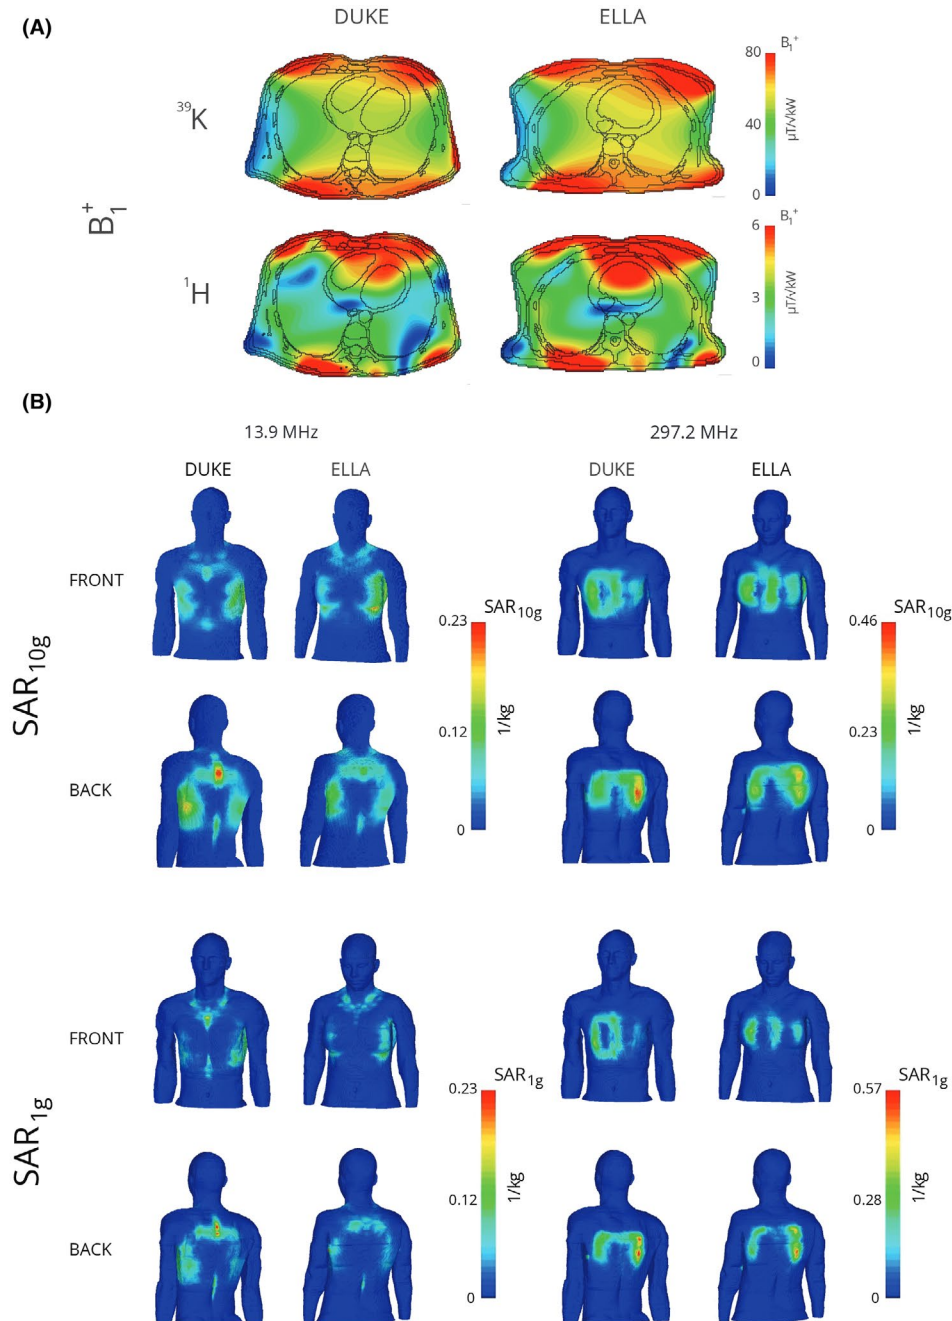 (A)
DUKE ELLA
³⁹K
80 B₁⁺
40 μT/√kW
0
B₁⁺
¹H
6 B₁⁺
3 μT/√kW
0
(B)
13.9 MHz 297.2 MHz
DUKE ELLA DUKE ELLA
FRONT
SAR₁₀g
0.23 SAR₁₀g
0.12 1/kg
0
0.46 SAR₁₀g
0.23 1/kg
0
BACK
FRONT
SAR₁g
0.23 SAR₁g
0.12 1/kg
0
0.57 SAR₁g
0.28 1/kg
0
BACK